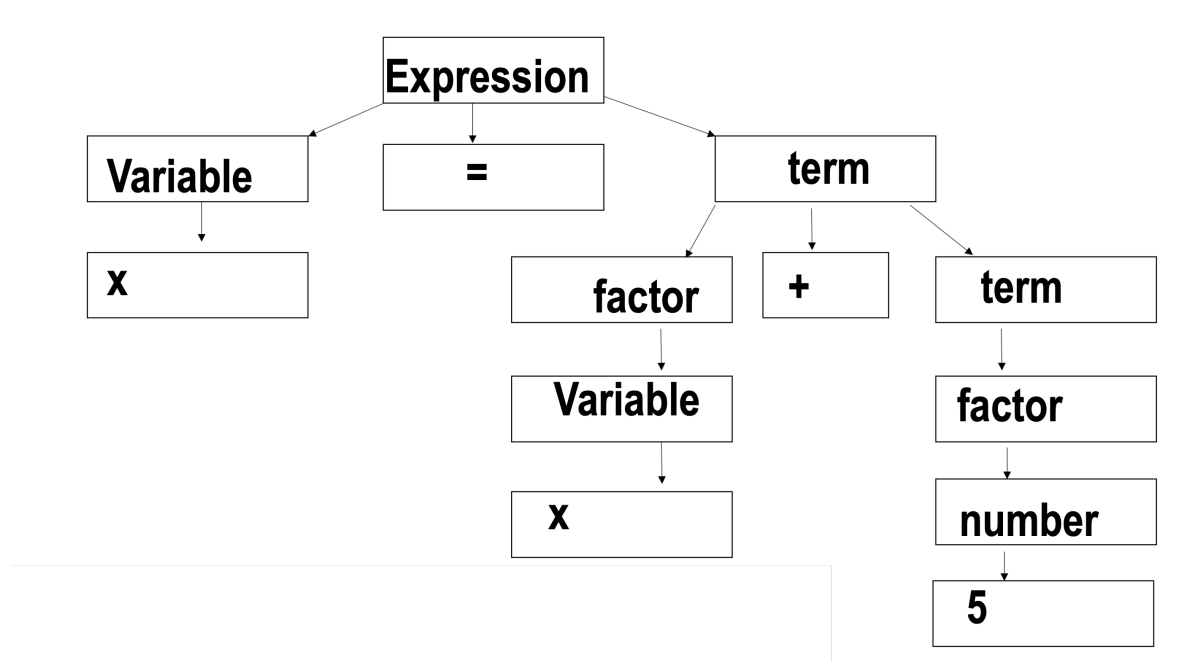 Expression
Variable
=
term
x
factor
+
term
Variable
factor
x
number
5